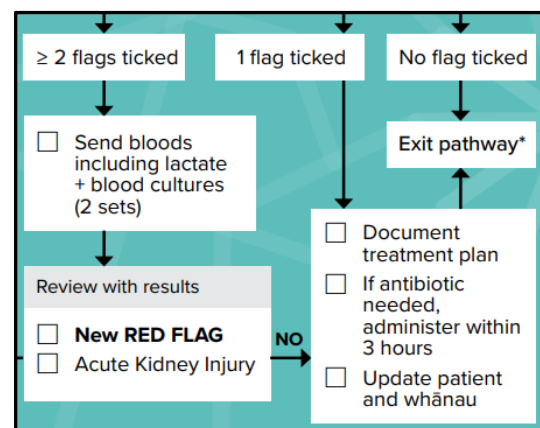 ≥ 2 flags ticked
1 flag ticked
No flag ticked
Send bloods
including lactate
+ blood cultures
(2 sets)
Exit pathway*
Review with results
New RED FLAG
Acute Kidney Injury
NO
Document
treatment plan
If antibiotic
needed,
administer within
3 hours
Update patient
and whānau